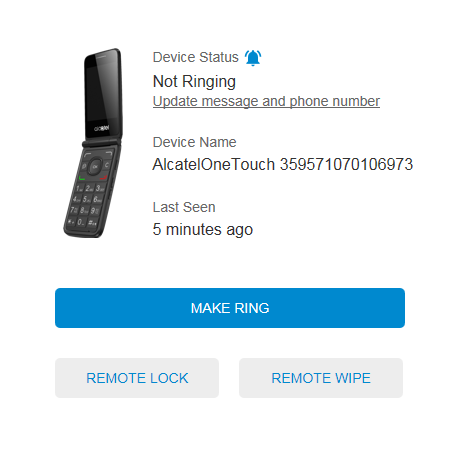 Device Status
Not Ringing
Update message and phone number
Device Name
AlcatelOneTouch 359571070106973
Last Seen
5 minutes ago
MAKE RING
REMOTE LOCK
REMOTE WIPE